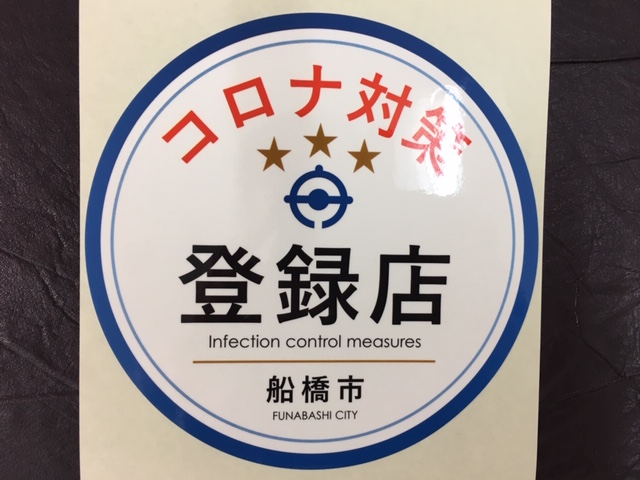 コロナ対策
登録店
Infection control measures
船橋市
FUNABASHI CITY